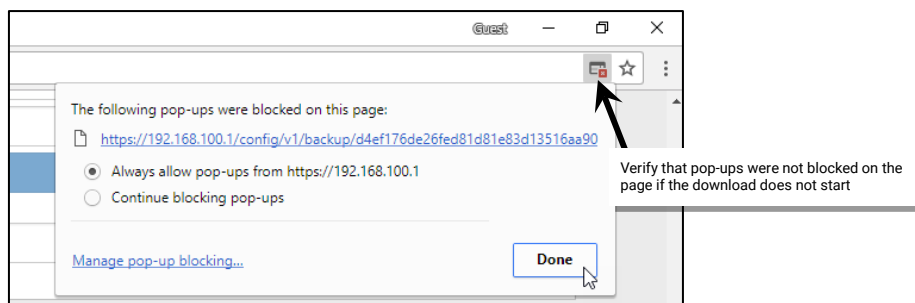 Guest
The following pop-ups were blocked on this page:
https://192.168.100.1/config/v1/backup/d4ef176de26fed81d81e83d13516aa90
Always allow pop-ups from https://192.168.100.1
Continue blocking pop-ups
Verify that pop-ups were not blocked on the
page if the download does not start
Manage pop-up blocking...
Done